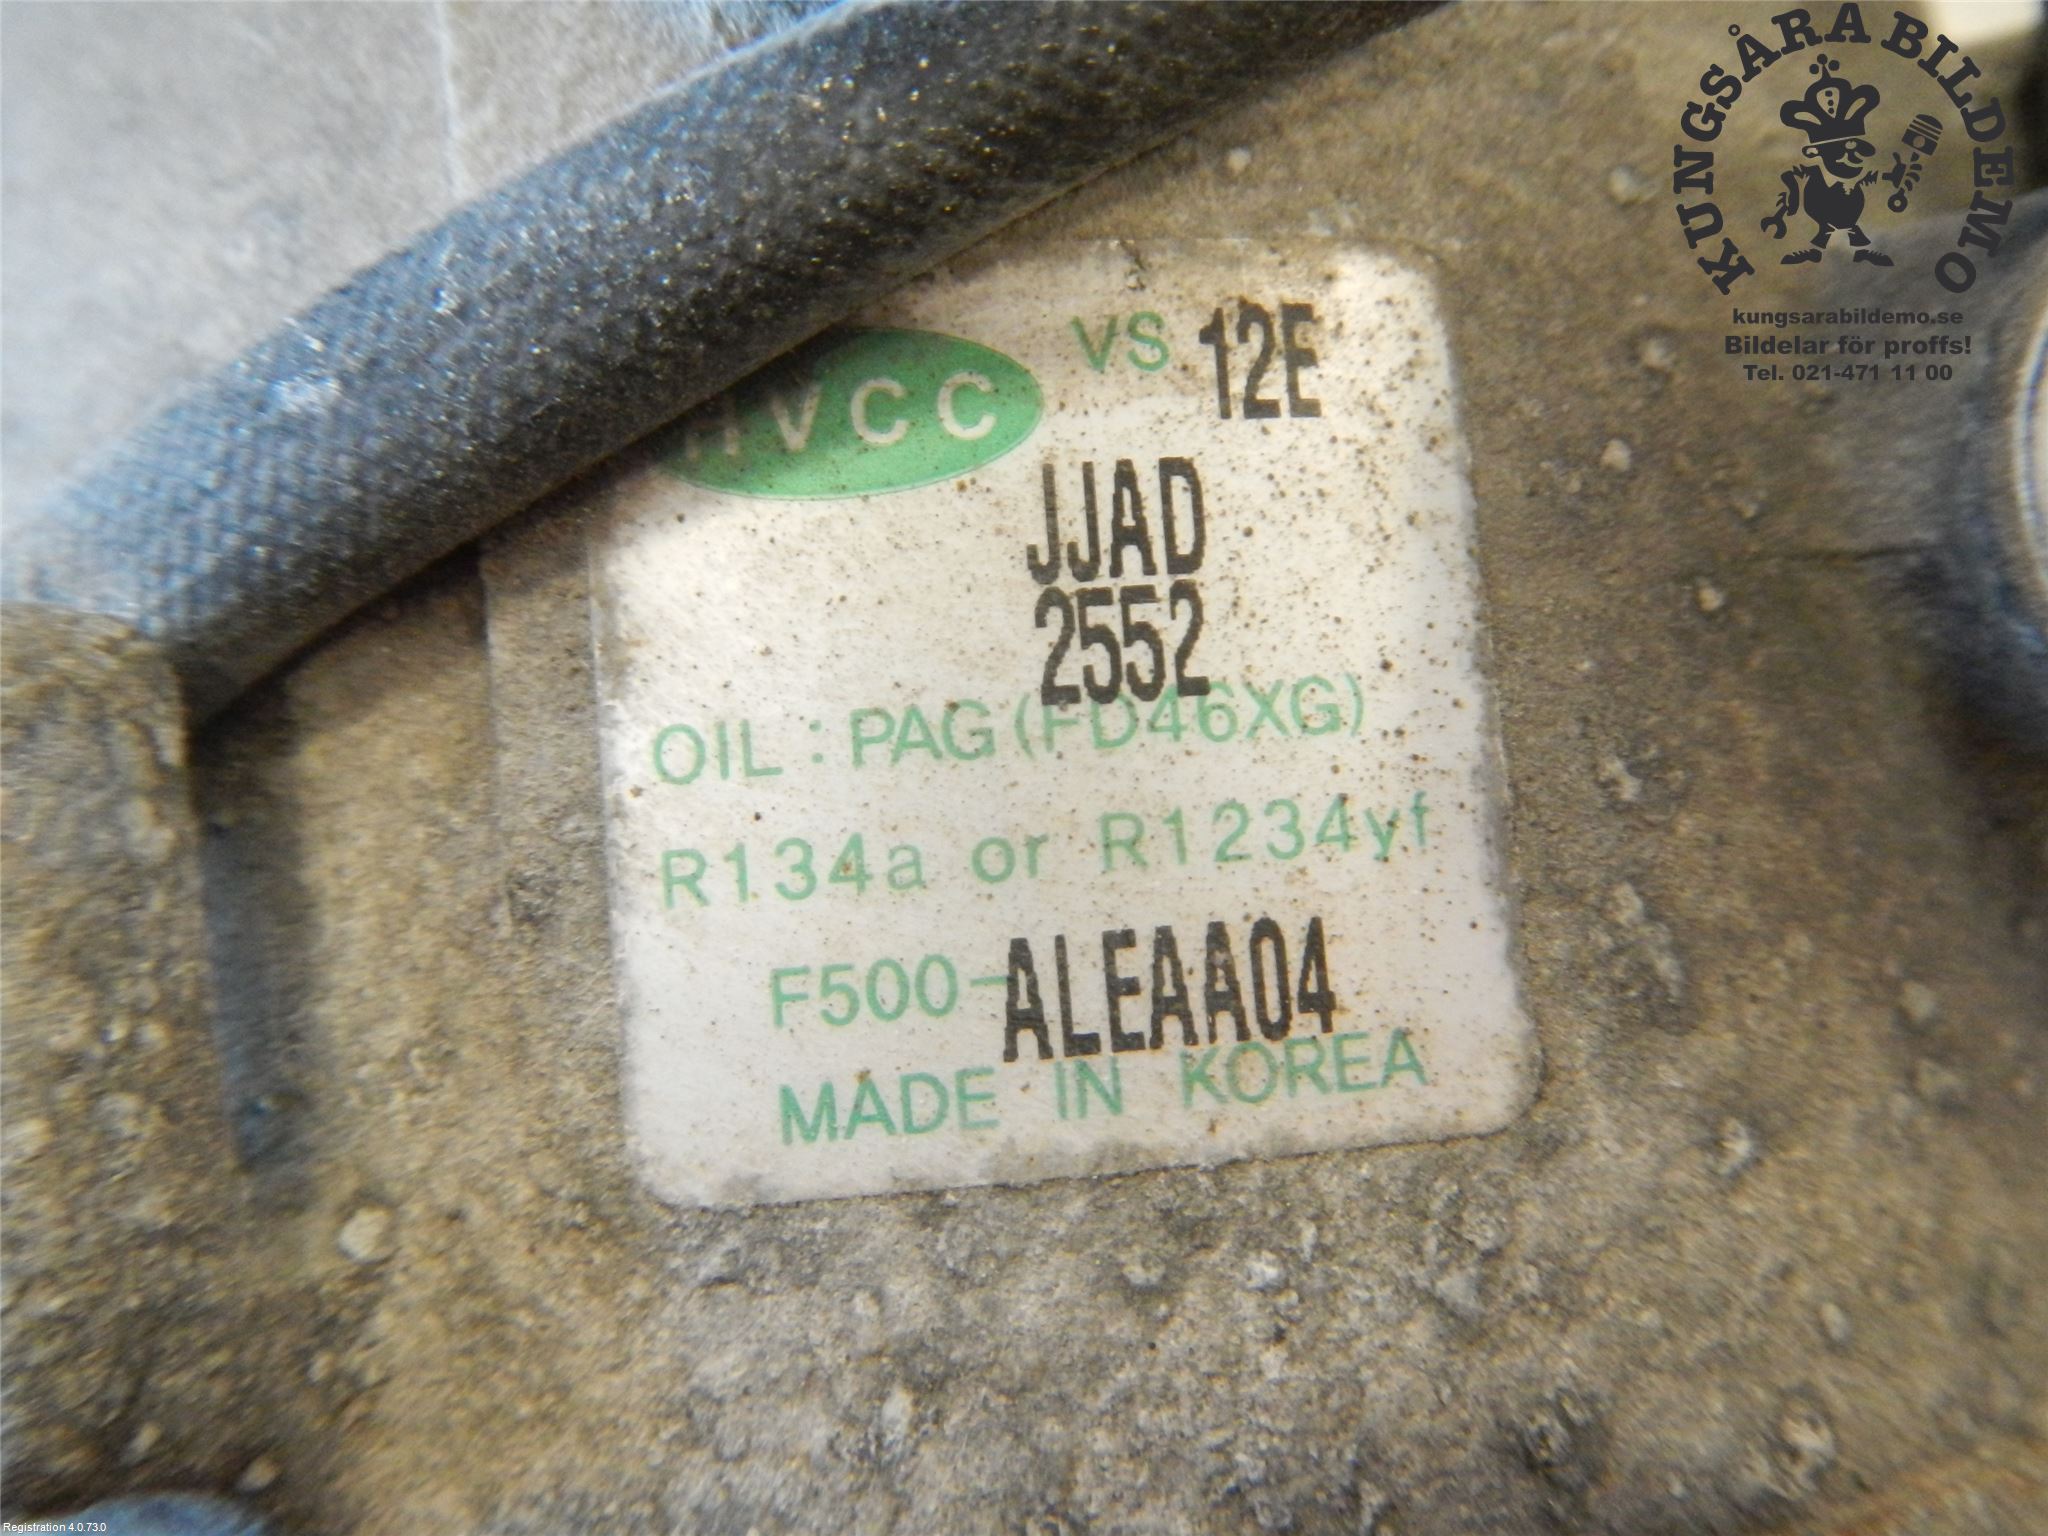 KUNGSÅRA BILDEMO
kungsarabildemo.se
Bildelar för proffs!
Tel. 021-471 11 00
HVCC VS 12E
JJAD
2552
OIL : PAG (FD46XG)
R134a or R1234yf
F500-ALEAA04
MADE IN KOREA
Registration 4.0.73.0